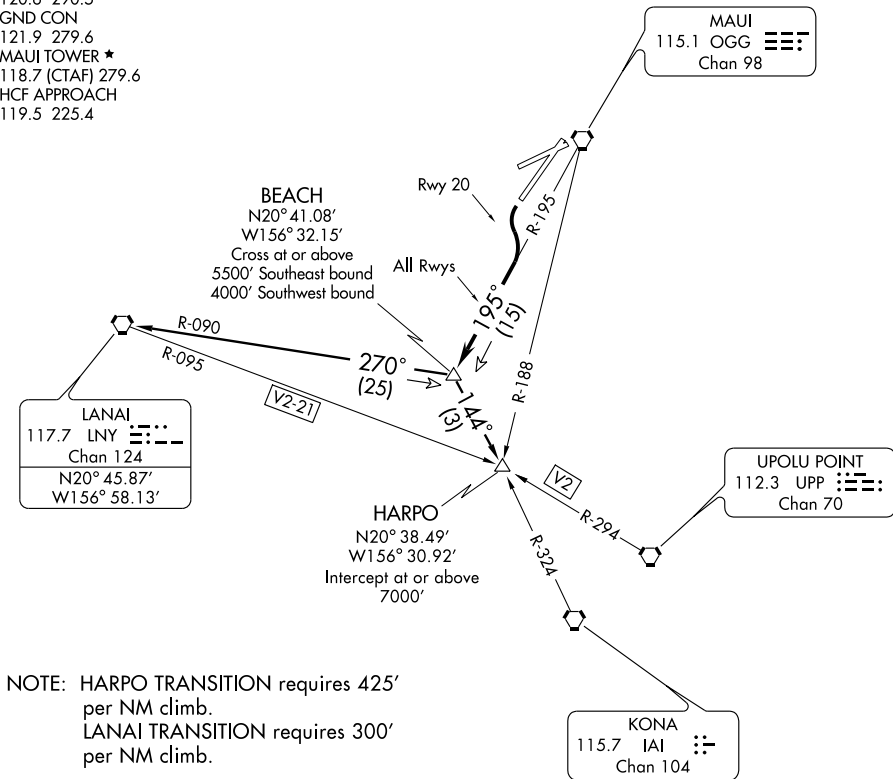 GND CON
121.9 279.6
MAUI TOWER ★
118.7 (CTAF) 279.6
HCF APPROACH
119.5 225.4
MAUI
115.1 OGG
Chan 98
Rwy 20
R-195
BEACH
N20° 41.08′
W156° 32.15′
Cross at or above
5500′ Southeast bound
4000′ Southwest bound
All Rwys
195°
(15)
R-188
R-090
R-095
270°
(25)
V2-21
144°
(3)
LANAI
117.7 LNY
Chan 124
N20° 45.87′
W156° 58.13′
HARPO
N20° 38.49′
W156° 30.92′
Intercept at or above
7000′
V2
R-294
R-324
UPOLU POINT
112.3 UPP
Chan 70
NOTE: HARPO TRANSITION requires 425′
per NM climb.
LANAI TRANSITION requires 300′
per NM climb.
KONA
115.7 IAI
Chan 104